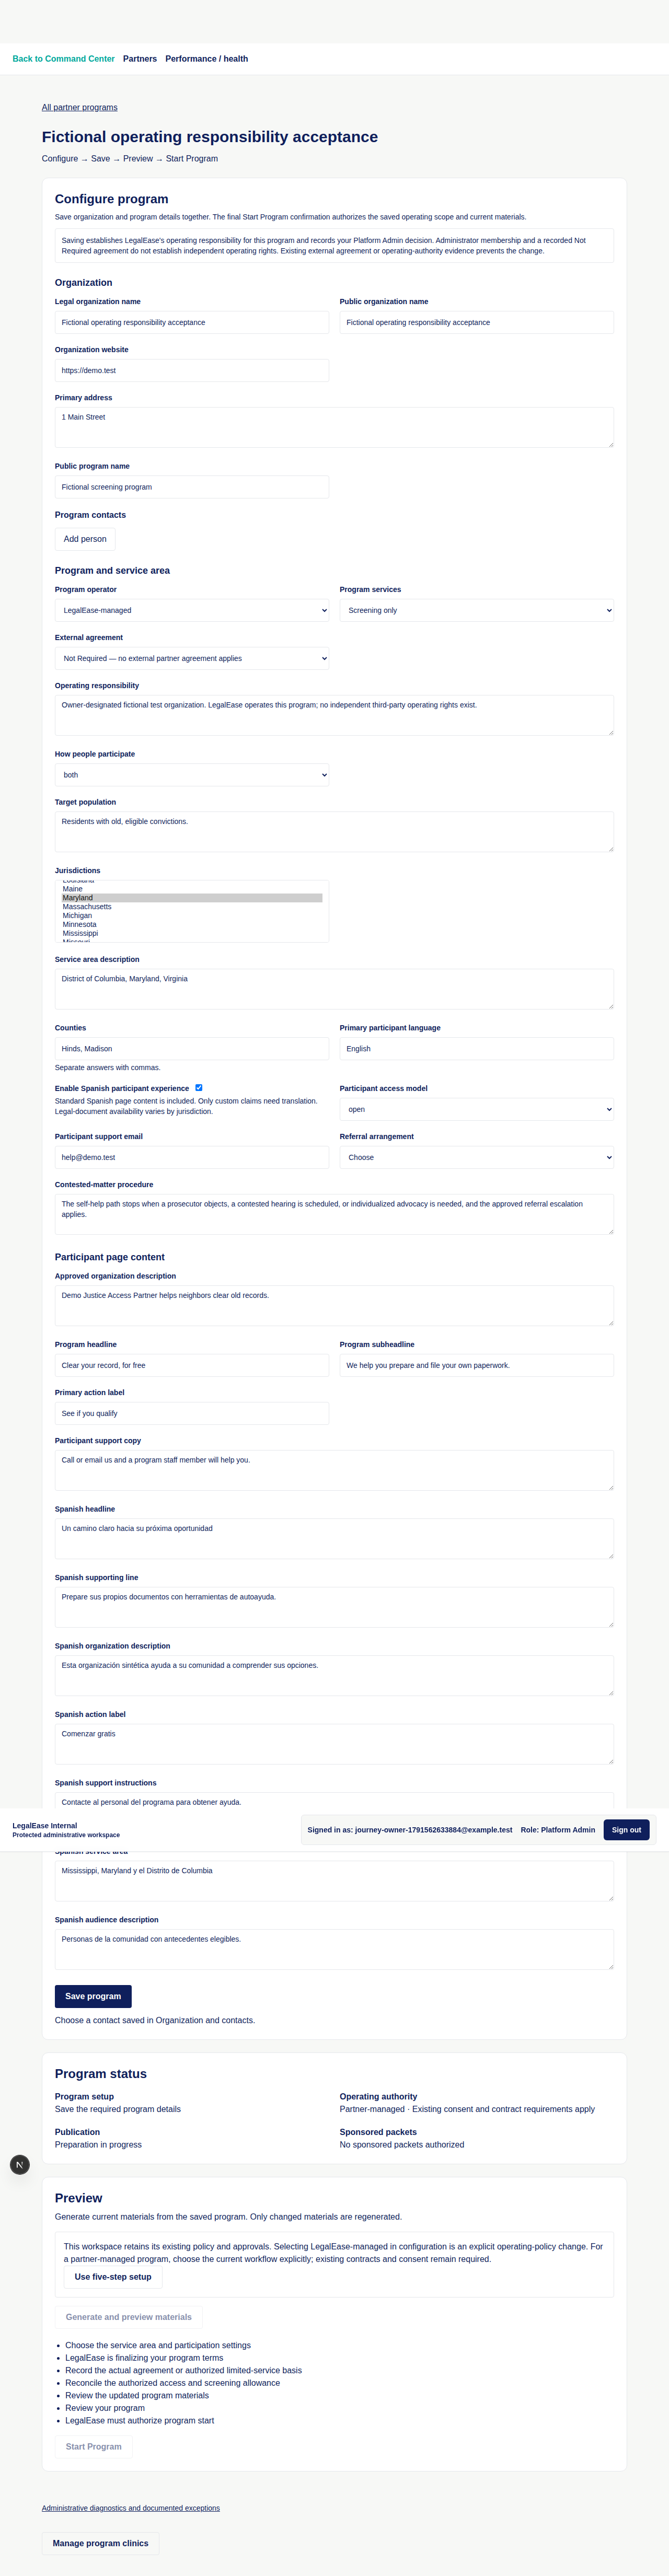 Back to Command Center Partners Performance / health
All partner programs
Fictional operating responsibility acceptance
Configure → Save → Preview → Start Program
Configure program
Save organization and program details together. The final Start Program confirmation authorizes the saved operating scope and current materials.
Saving establishes LegalEase's operating responsibility for this program and records your Platform Admin decision. Administrator membership and a recorded Not
Required agreement do not establish independent operating rights. Existing external agreement or operating-authority evidence prevents the change.
Organization
Legal organization name
Fictional operating responsibility acceptance
Public organization name
Fictional operating responsibility acceptance
Organization website
https://demo.test
Primary address
1 Main Street
Public program name
Fictional screening program
Program contacts
Add person
Program and service area
Program operator
LegalEase-managed
Program services
Screening only
External agreement
Not Required — no external partner agreement applies
Operating responsibility
Owner-designated fictional test organization. LegalEase operates this program; no independent third-party operating rights exist.
How people participate
both
Target population
Residents with old, eligible convictions.
Jurisdictions
Louisiana
Maine
Maryland
Massachusetts
Michigan
Minnesota
Mississippi
Missouri
Service area description
District of Columbia, Maryland, Virginia
Counties
Hinds, Madison
Separate answers with commas.
Primary participant language
English
Enable Spanish participant experience
Standard Spanish page content is included. Only custom claims need translation.
Legal-document availability varies by jurisdiction.
Participant access model
open
Participant support email
help@demo.test
Referral arrangement
Choose
Contested-matter procedure
The self-help path stops when a prosecutor objects, a contested hearing is scheduled, or individualized advocacy is needed, and the approved referral escalation
applies.
Participant page content
Approved organization description
Demo Justice Access Partner helps neighbors clear old records.
Program headline
Clear your record, for free
Program subheadline
We help you prepare and file your own paperwork.
Primary action label
See if you qualify
Participant support copy
Call or email us and a program staff member will help you.
Spanish headline
Un camino claro hacia su próxima oportunidad
Spanish supporting line
Prepare sus propios documentos con herramientas de autoayuda.
Spanish organization description
Esta organización sintética ayuda a su comunidad a comprender sus opciones.
Spanish action label
Comenzar gratis
Spanish support instructions
Contacte al personal del programa para obtener ayuda.
LegalEase Internal
Protected administrative workspace
Signed in as: journey-owner-1791562633884@example.test Role: Platform Admin Sign out
Spanish service area
Mississippi, Maryland y el Distrito de Columbia
Spanish audience description
Personas de la comunidad con antecedentes elegibles.
Save program
Choose a contact saved in Organization and contacts.
Program status
Program setup
Save the required program details
Operating authority
Partner-managed · Existing consent and contract requirements apply
Publication
Preparation in progress
Sponsored packets
No sponsored packets authorized
N
Preview
Generate current materials from the saved program. Only changed materials are regenerated.
This workspace retains its existing policy and approvals. Selecting LegalEase-managed in configuration is an explicit operating-policy change. For
a partner-managed program, choose the current workflow explicitly; existing contracts and consent remain required.
Use five-step setup
Generate and preview materials
• Choose the service area and participation settings
• LegalEase is finalizing your program terms
• Record the actual agreement or authorized limited-service basis
• Reconcile the authorized access and screening allowance
• Review the updated program materials
• Review your program
• LegalEase must authorize program start
Start Program
Administrative diagnostics and documented exceptions
Manage program clinics